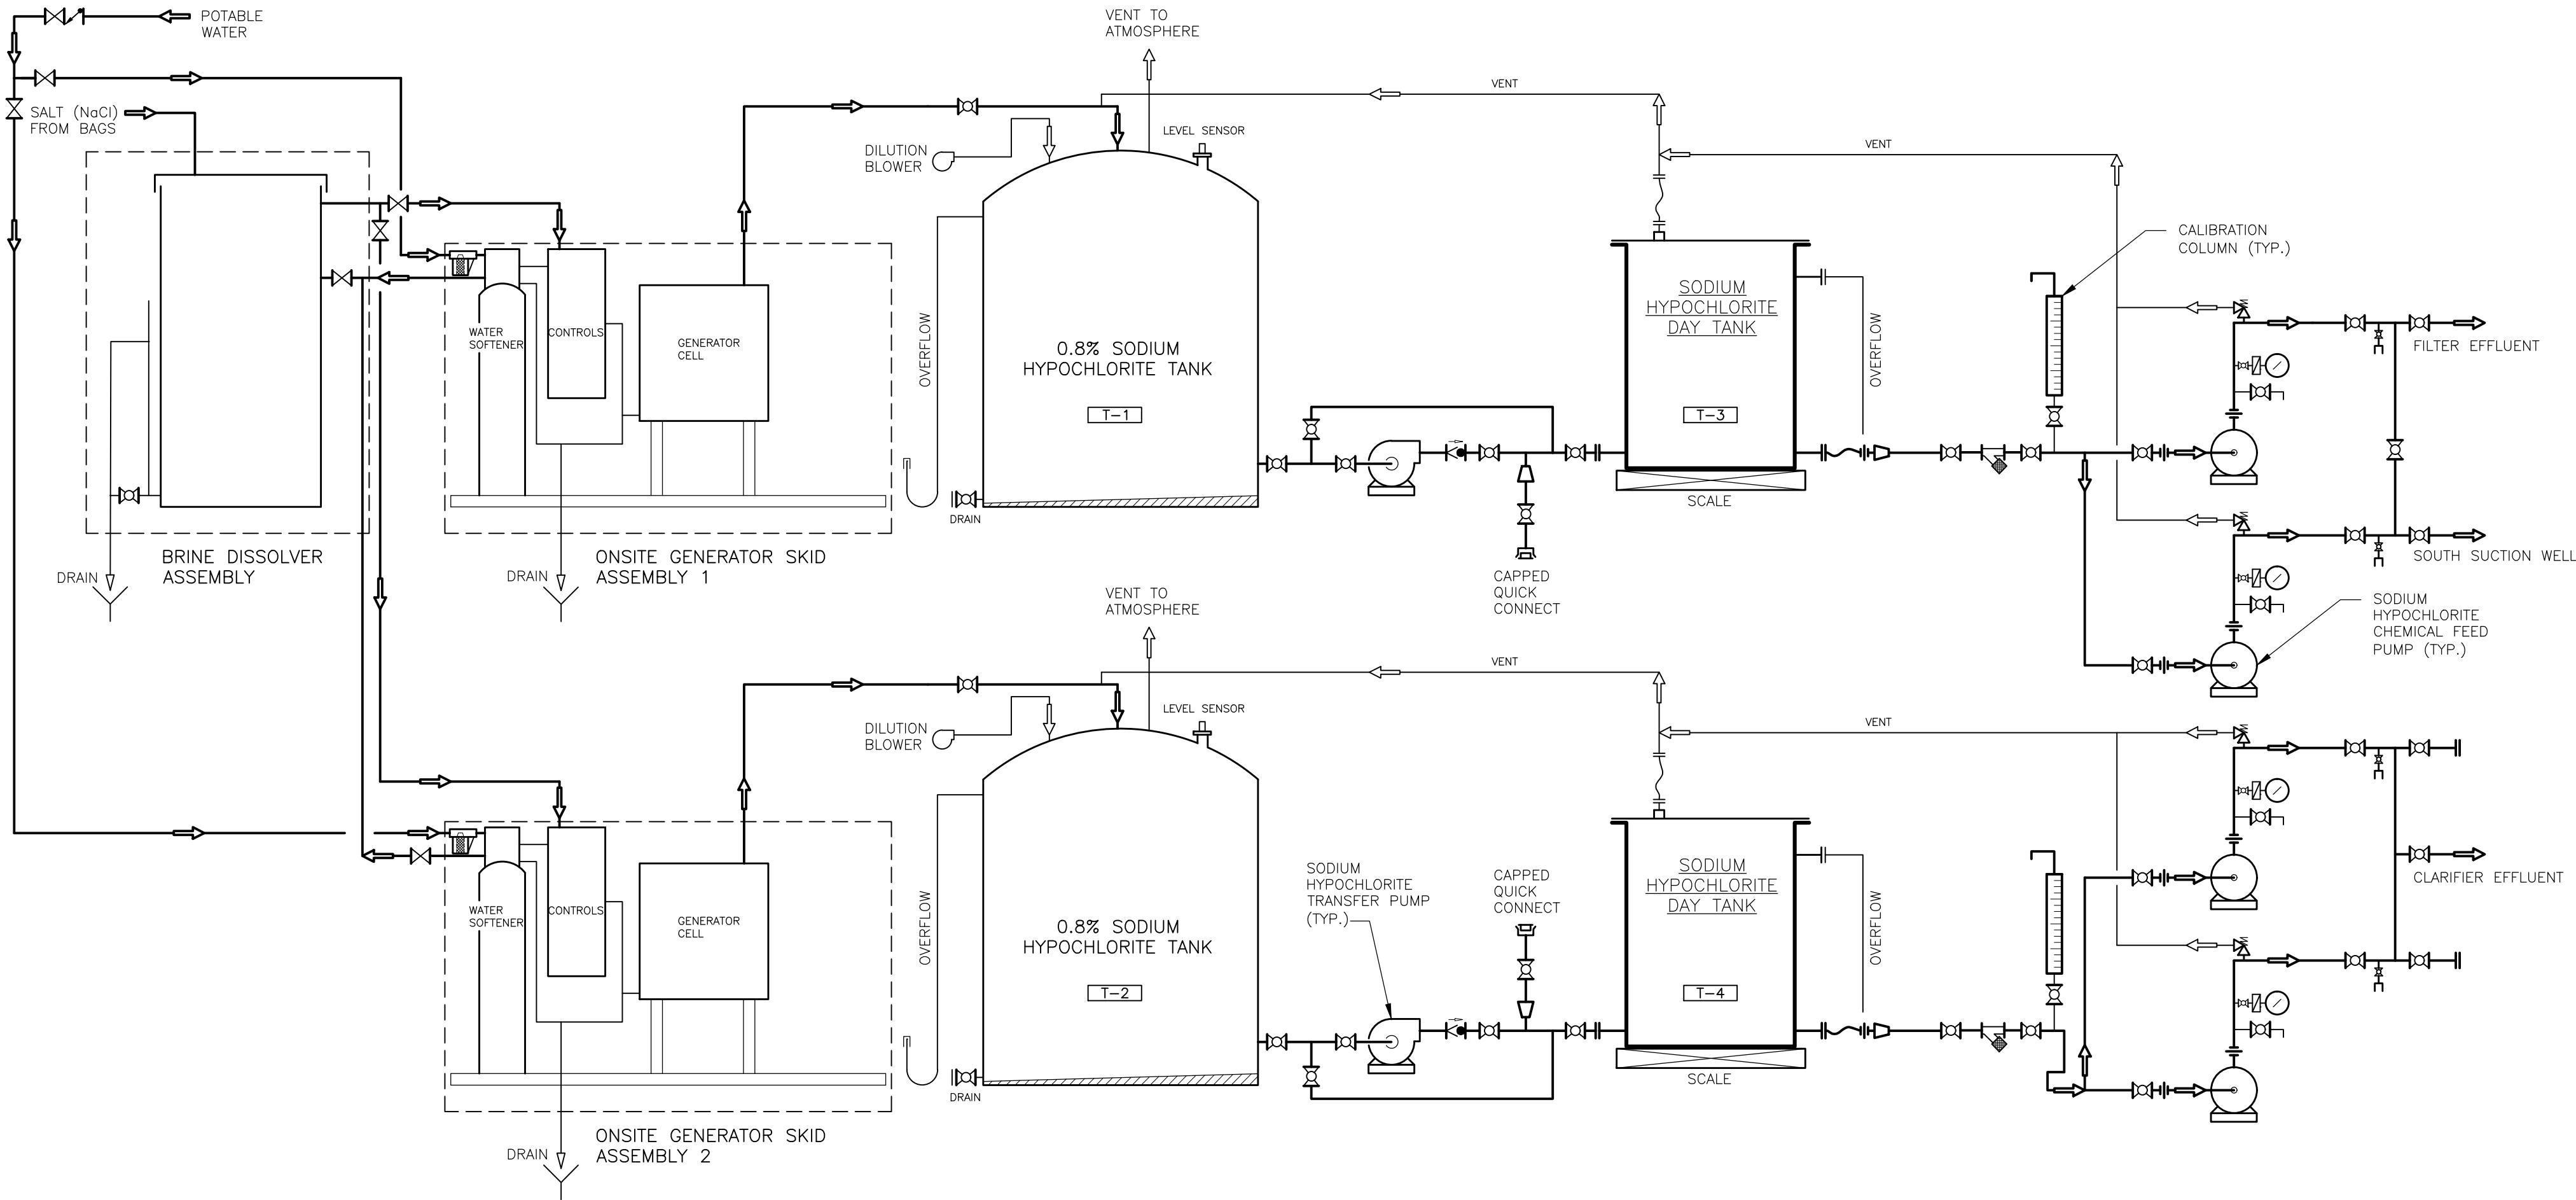 POTABLE
WATER
SALT (NaCl)
FROM BAGS
BRINE DISSOLVER
ASSEMBLY
DRAIN
WATER
SOFTENER
CONTROLS
GENERATOR
CELL
ONSITE GENERATOR SKID
ASSEMBLY 1
DRAIN
VENT TO
ATMOSPHERE
DILUTION
BLOWER
LEVEL SENSOR
OVERFLOW
0.8% SODIUM
HYPOCHLORITE TANK
T-1
DRAIN
VENT
VENT
SODIUM
HYPOCHLORITE
DAY TANK
T-3
SCALE
OVERFLOW
CAPPED
QUICK
CONNECT
CALIBRATION
COLUMN (TYP.)
FILTER EFFLUENT
SOUTH SUCTION WELL
SODIUM
HYPOCHLORITE
CHEMICAL FEED
PUMP (TYP.)
WATER
SOFTENER
CONTROLS
GENERATOR
CELL
ONSITE GENERATOR SKID
ASSEMBLY 2
DRAIN
VENT TO
ATMOSPHERE
DILUTION
BLOWER
LEVEL SENSOR
OVERFLOW
0.8% SODIUM
HYPOCHLORITE TANK
T-2
DRAIN
VENT
VENT
SODIUM
HYPOCHLORITE
TRANSFER PUMP
(TYP.)
CAPPED
QUICK
CONNECT
SODIUM
HYPOCHLORITE
DAY TANK
T-4
SCALE
OVERFLOW
CLARIFIER EFFLUENT